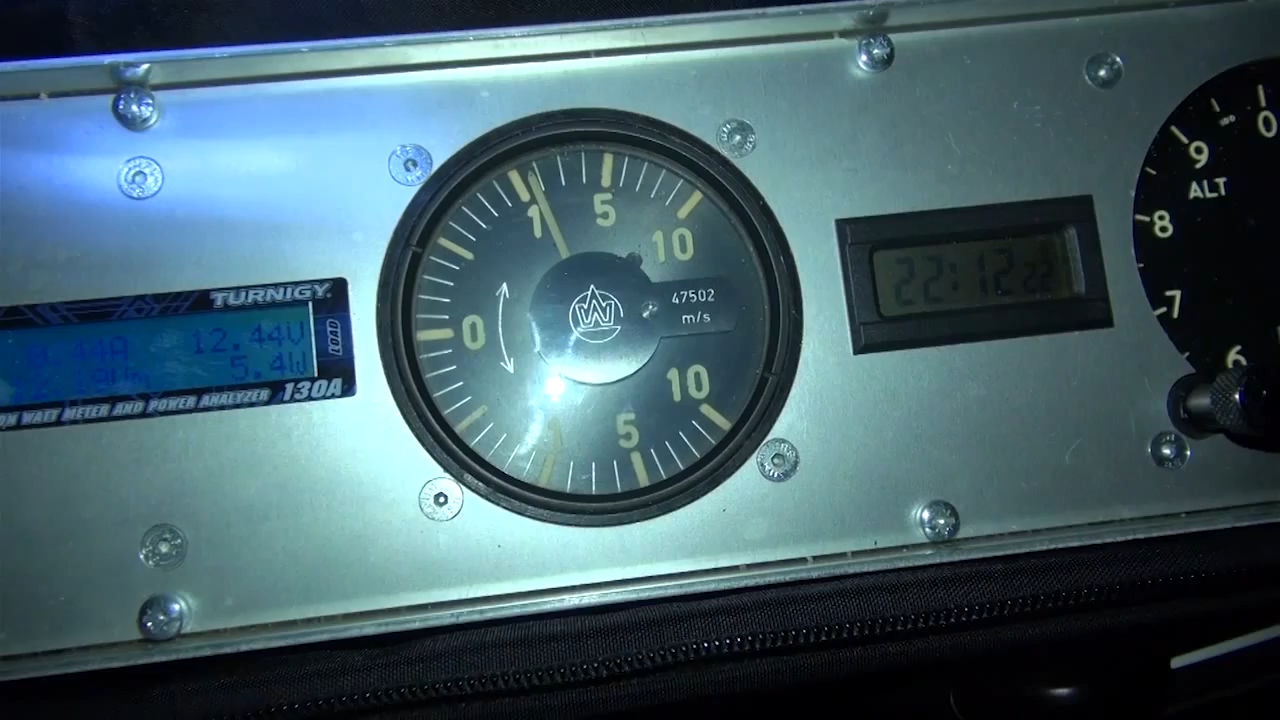 TURNIGY
LOAD
12.44V
5.4W
WATT METER AND POWER ANALYZER 130A
1
5
10
0
47502
m/s
10
5
1
22:12 22
0
9
ALT
8
7
6